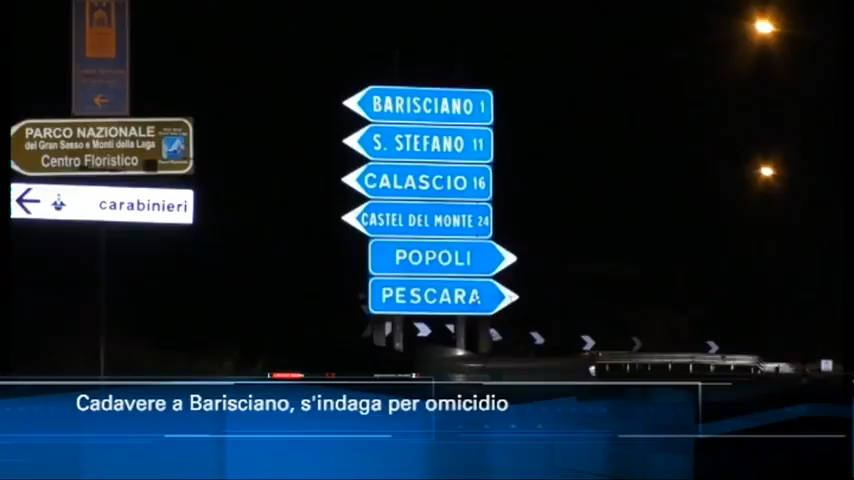 PARCO NAZIONALE
del Gran Sasso e Monti della Laga
Centro Floristico
carabinieri
BARISCIANO 1
S. STEFANO 11
CALASCIO 16
CASTEL DEL MONTE 24
POPOLI
PESCARA
Cadavere a Barisciano, s'indaga per omicidio